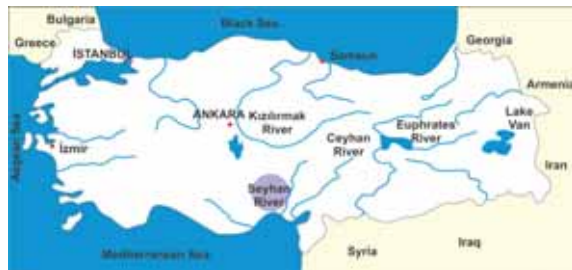 Bulgaria
Black Sea
Greece
İSTANBUL
Samsun
Georgia
Armenia
ANKARA
Kızılırmak
River
Ceyhan
River
Euphrates
River
Lake
Van
Aegean Sea
İzmir
Iran
Seyhan
River
Mediterranean Sea
Syria
Iraq